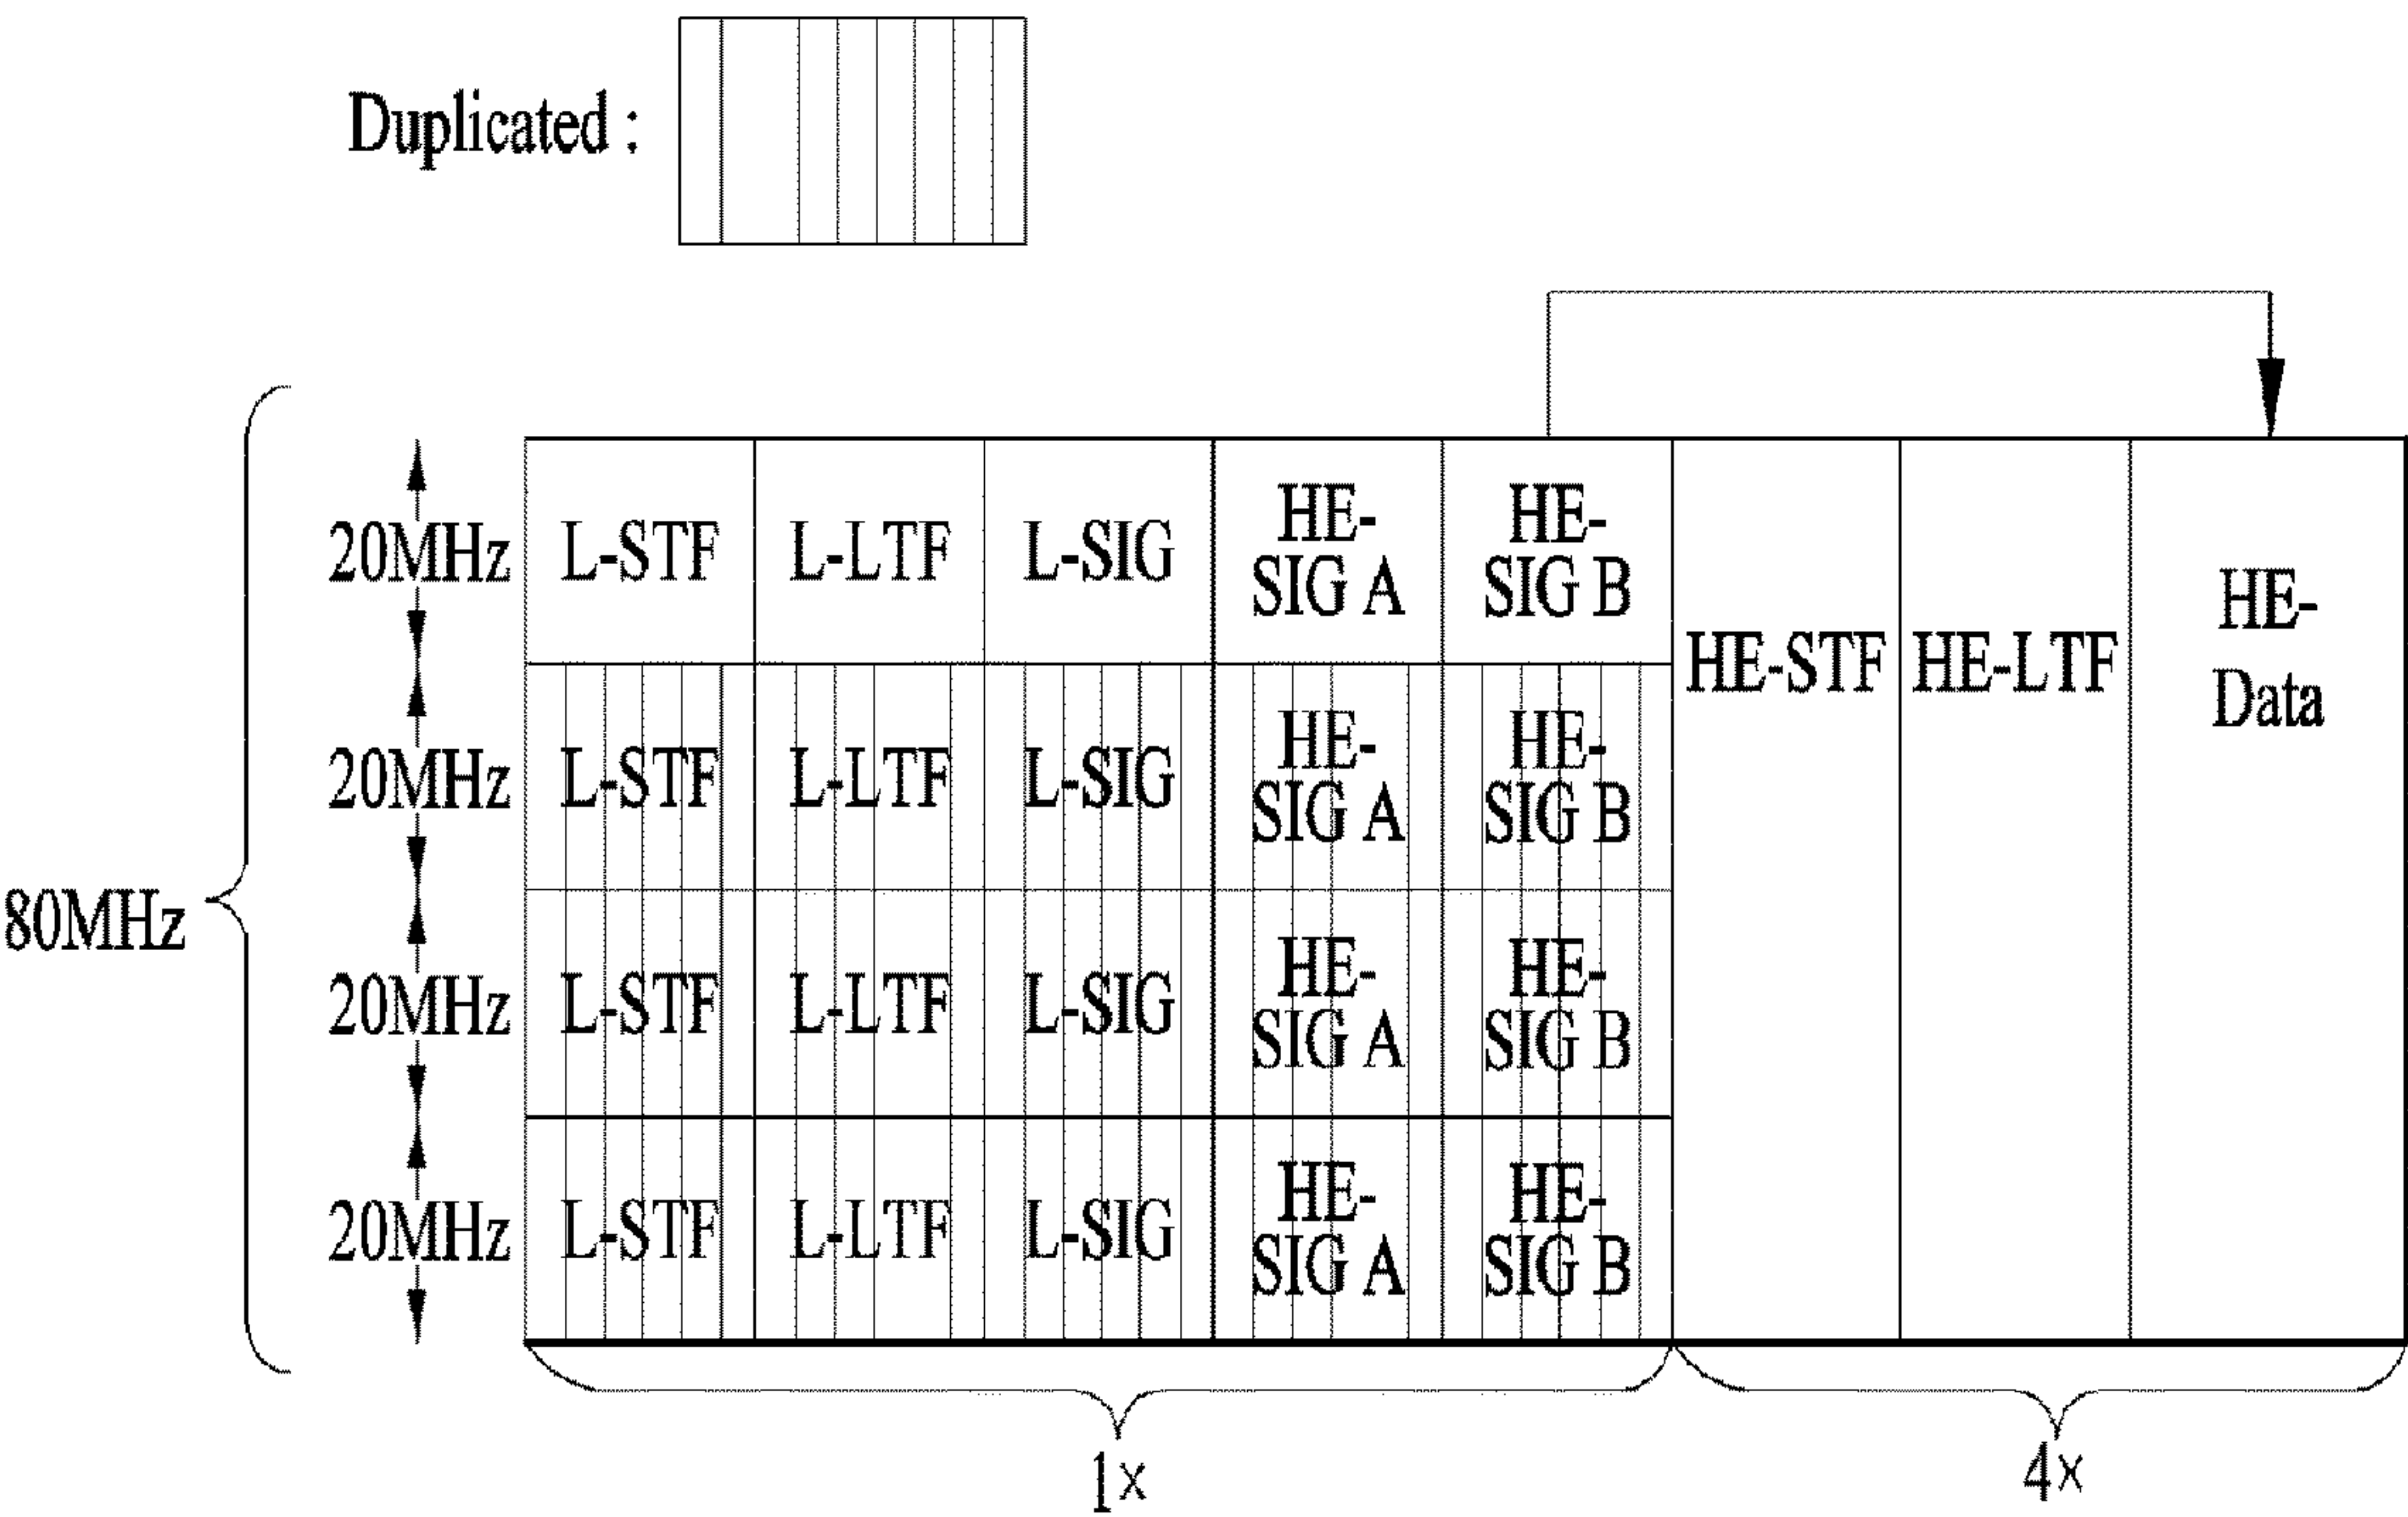 Duplicated :
80MHz
20MHz L-STF L-LTF L-SIG HE-SIG A HE-SIG B
HE-STF HE-LTF HE-Data
20MHz L-STF L-LTF L-SIG HE-SIG A HE-SIG B
20MHz L-STF L-LTF L-SIG HE-SIG A HE-SIG B
20MHz L-STF L-LTF L-SIG HE-SIG A HE-SIG B
1× 4×